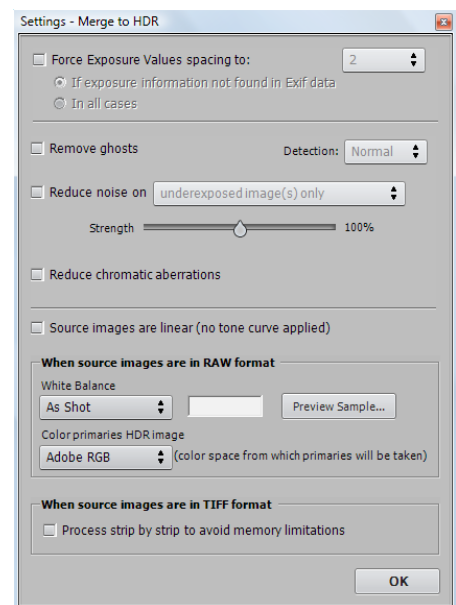 Settings - Merge to HDR
Force Exposure Values spacing to: 2
If exposure information not found in Exif data
In all cases
Remove ghosts Detection: Normal
Reduce noise on underexposed image(s) only
Strength 100%
Reduce chromatic aberrations
Source images are linear (no tone curve applied)
When source images are in RAW format
White Balance
As Shot Preview Sample...
Color primaries HDR image
Adobe RGB (color space from which primaries will be taken)
When source images are in TIFF format
Process strip by strip to avoid memory limitations
OK